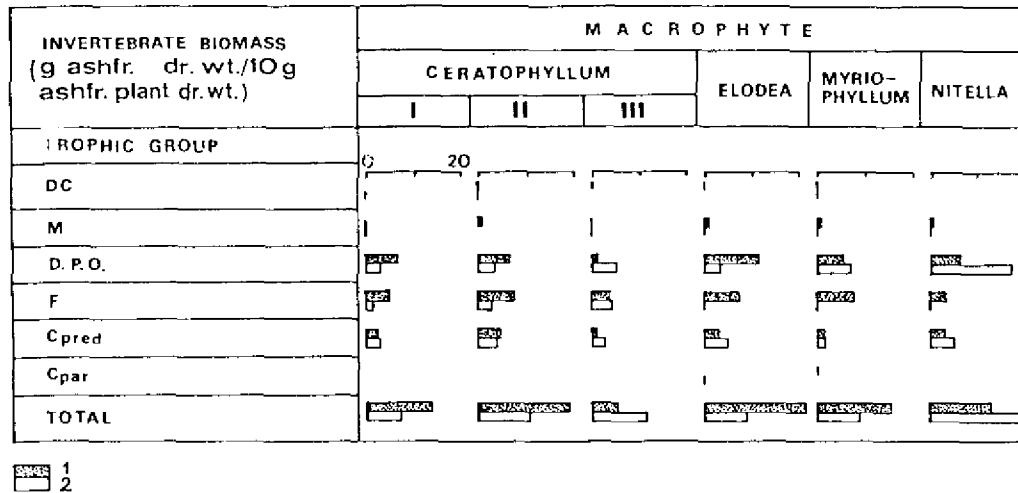 INVERTEBRATE BIOMASS
(g ashfr. dr. wt./10g
ashfr. plant dr. wt.)
MACROPHYTE
CERATOPHYLLUM
I II III
ELODEA
MYRIO-
PHYLLUM
NITELLA
TROPHIC GROUP
0 20
DC
M
D.P.O.
F
Cpred
Cpar
TOTAL
1
2